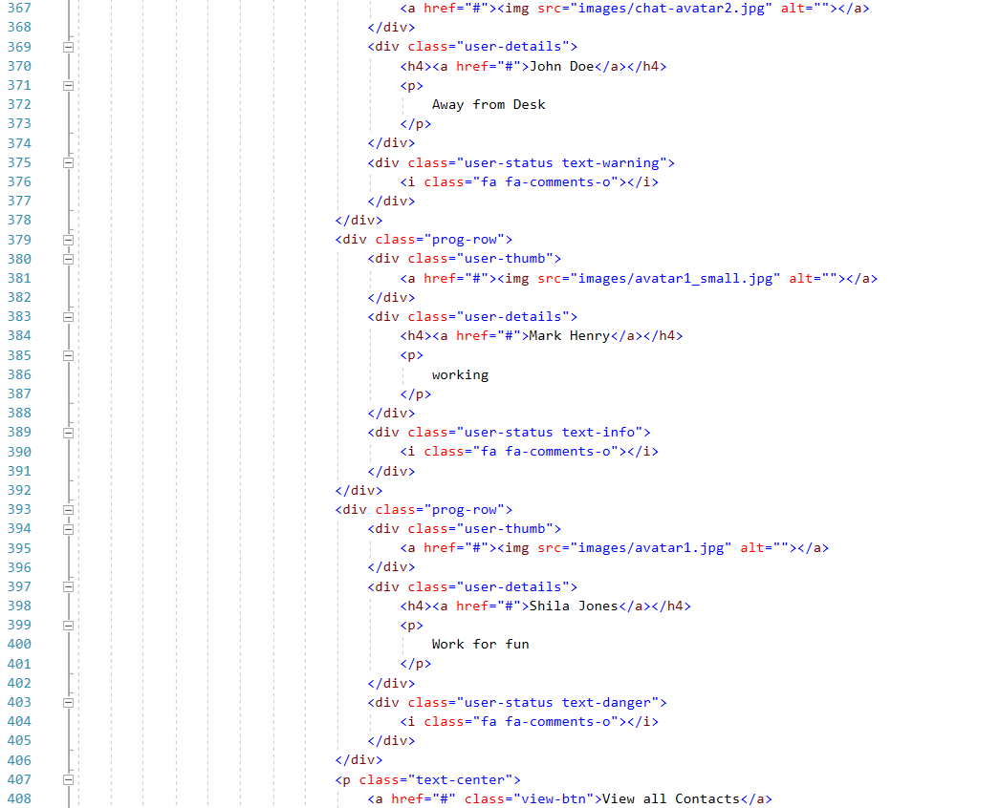 367 <a href="#"><img src="images/chat-avatar2.jpg" alt=""></a>
368 </div>
369 <div class="user-details">
370 <h4><a href="#">John Doe</a></h4>
371 <p>
372 Away from Desk
373 </p>
374 </div>
375 <div class="user-status text-warning">
376 <i class="fa fa-comments-o"></i>
377 </div>
378 </div>
379 <div class="prog-row">
380 <div class="user-thumb">
381 <a href="#"><img src="images/avatar1_small.jpg" alt=""></a>
382 </div>
383 <div class="user-details">
384 <h4><a href="#">Mark Henry</a></h4>
385 <p>
386 working
387 </p>
388 </div>
389 <div class="user-status text-info">
390 <i class="fa fa-comments-o"></i>
391 </div>
392 </div>
393 <div class="prog-row">
394 <div class="user-thumb">
395 <a href="#"><img src="images/avatar1.jpg" alt=""></a>
396 </div>
397 <div class="user-details">
398 <h4><a href="#">Shila Jones</a></h4>
399 <p>
400 Work for fun
401 </p>
402 </div>
403 <div class="user-status text-danger">
404 <i class="fa fa-comments-o"></i>
405 </div>
406 </div>
407 <p class="text-center">
408 <a href="#" class="view-btn">View all Contacts</a>